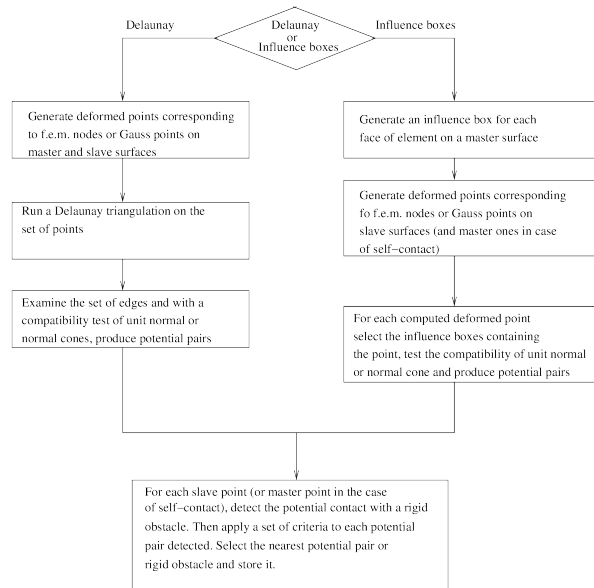 Delaunay
Delaunay
or
Influence boxes
Influence boxes
Generate deformed points corresponding
to f.e.m. nodes or Gauss points on
master and slave surfaces
Run a Delaunay triangulation on the
set of points
Examine the set of edges and with a
compatibility test of unit normal or
normal cones, produce potential pairs
Generate an influence box for each
face of element on a master surface
Generate deformed points corresponding
fo f.e.m. nodes or Gauss points on
slave surfaces (and master ones in case
of self−contact)
For each computed deformed point
select the influence boxes containing
the point, test the compatibility of unit normal
or normal cone and produce potential pairs
For each slave point (or master point in the case
of self−contact), detect the potential contact with a rigid
obstacle. Then apply a set of criteria to each potential
pair detected. Select the nearest potential pair or
rigid obstacle and store it.